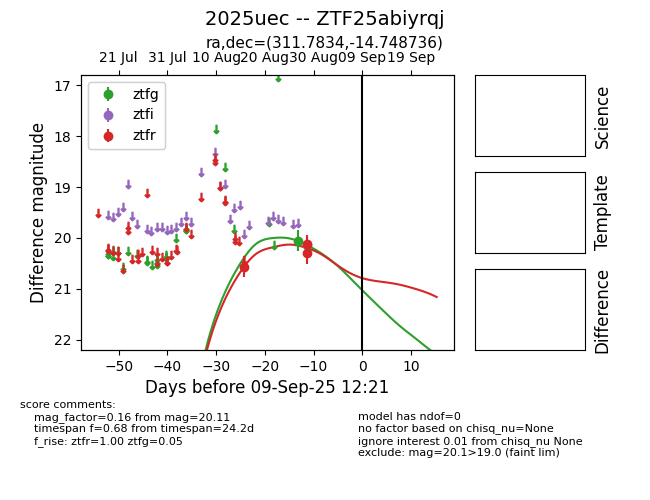 2025uec -- ZTF25abiyrqj
ra,dec=(311.7834,-14.748736)
21 Jul 31 Jul 10 Aug 20 Aug 30 Aug 09 Sep 19 Sep
17
18
19
20
21
22
Difference magnitude
ztfg
ztfi
ztfr
−50 −40 −30 −20 −10 0 10
Days before 09-Sep-25 12:21
Science
Template
Difference
score comments:
mag_factor=0.16 from mag=20.11
timespan f=0.68 from timespan=24.2d
f_rise: ztfr=1.00 ztfg=0.05
model has ndof=0
no factor based on chisq_nu=None
ignore interest 0.01 from chisq_nu None
exclude: mag=20.1>19.0 (faint lim)